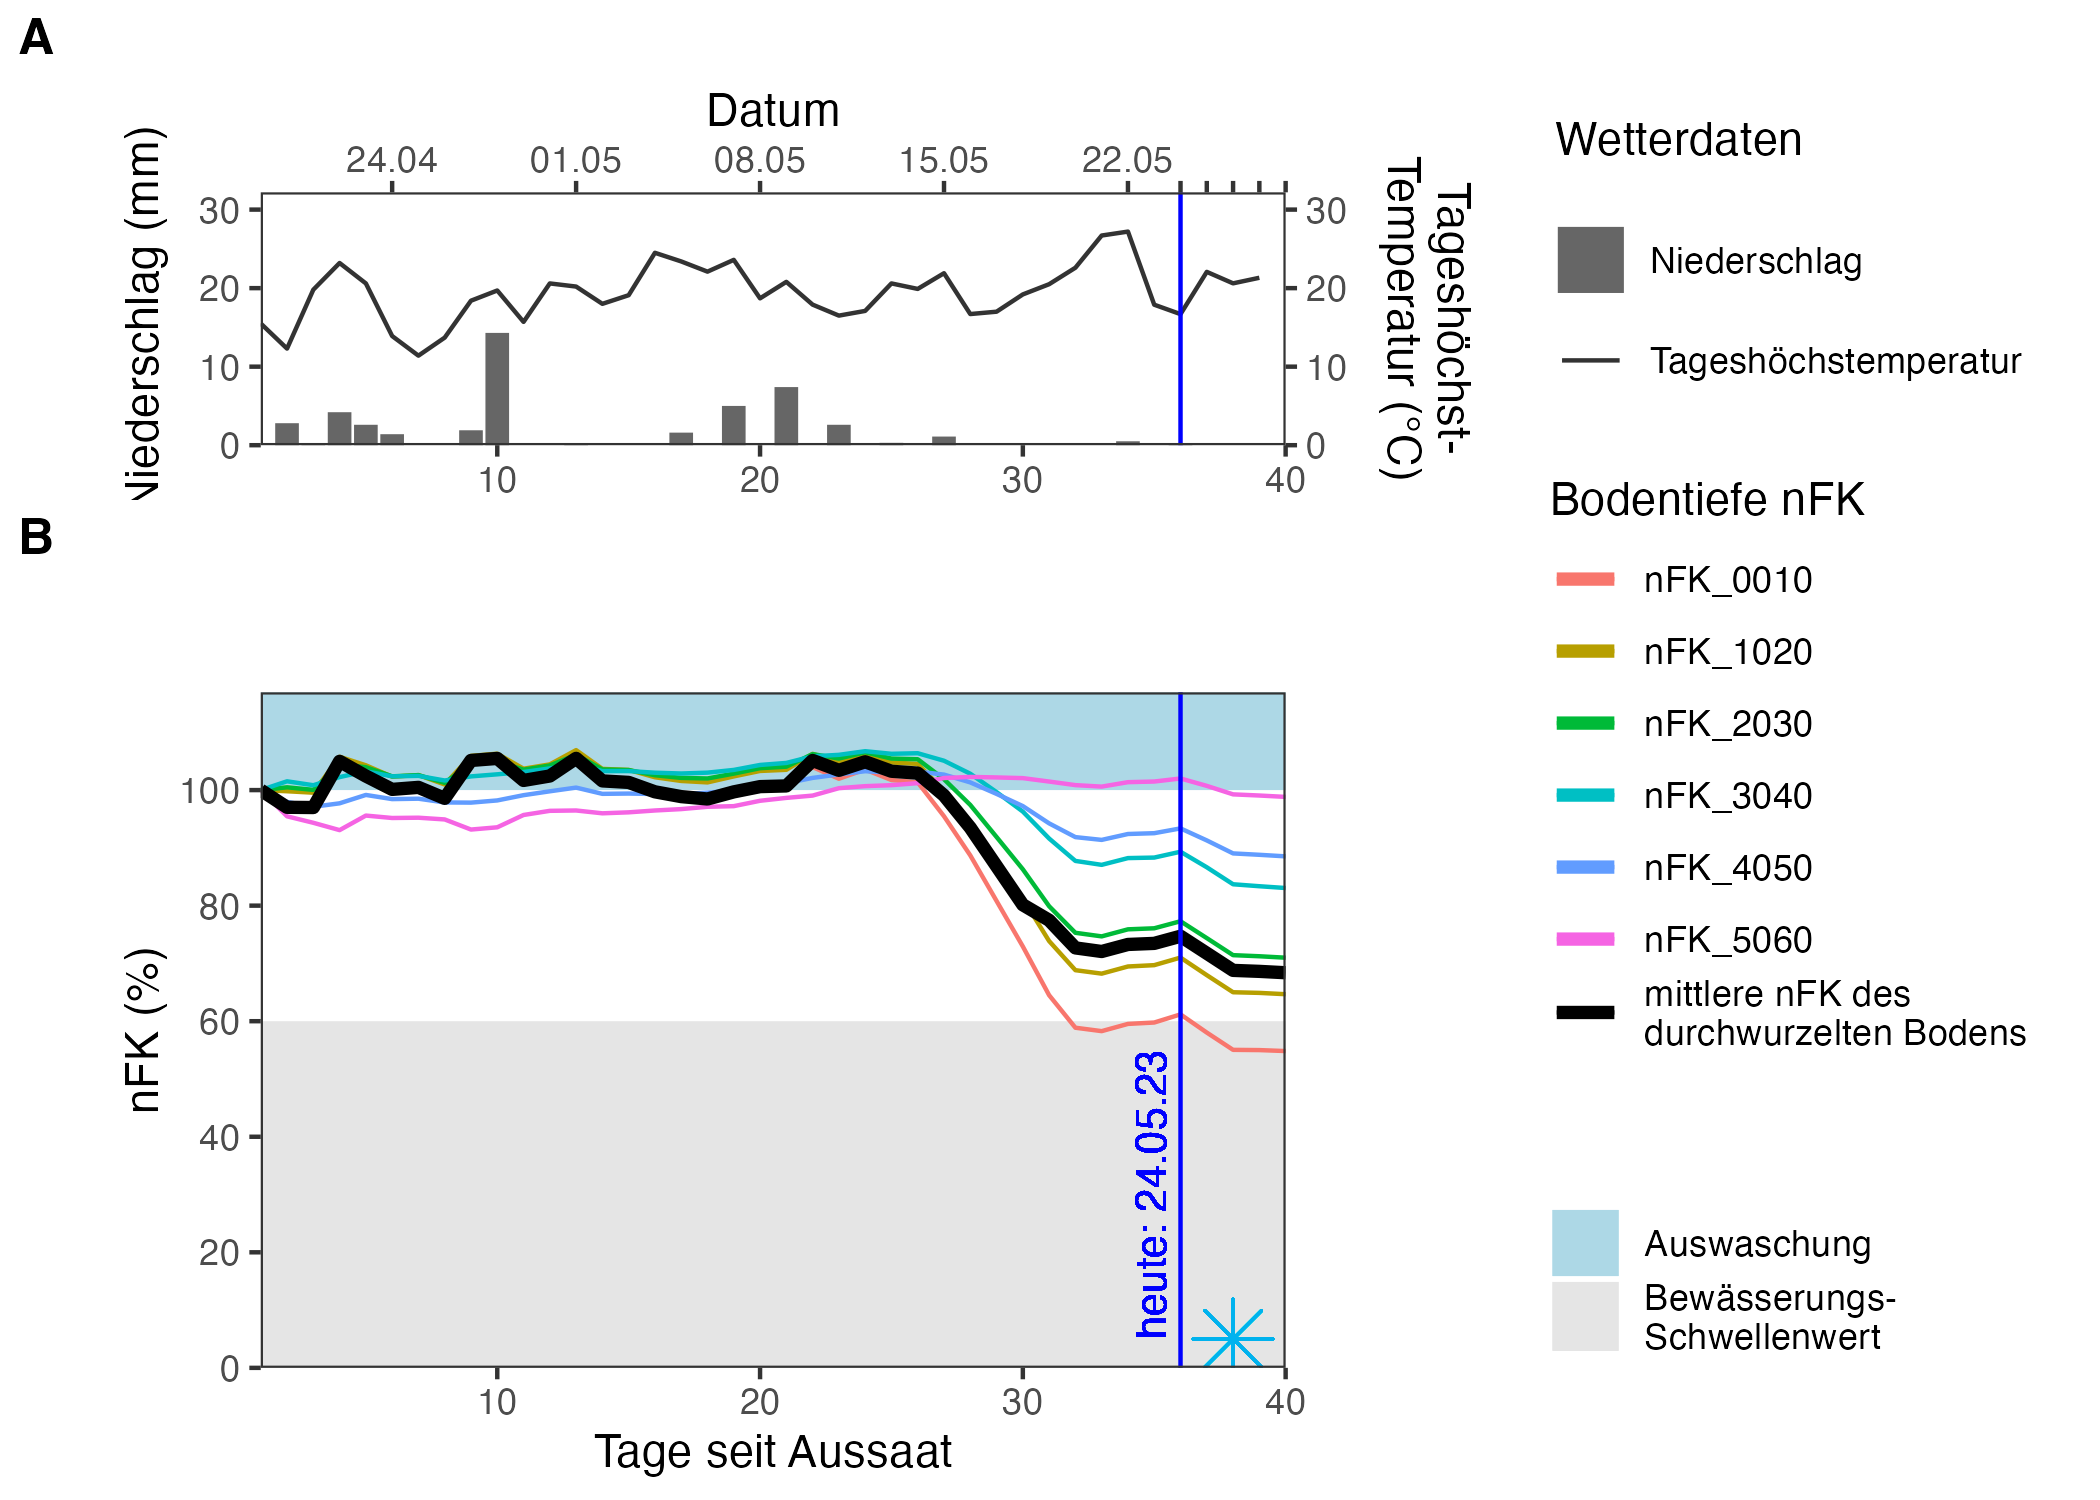 A
Datum
24.04 01.05 08.05 15.05 22.05
Niederschlag (mm)
30
20
10
0
30
20
10
0
Tageshöchst-
Temperatur (°C)
10 20 30 40
Wetterdaten
Niederschlag
Tageshöchstemperatur
B
nFK (%)
100
80
60
40
20
0
heute: 24.05.23
10 20 30 40
Tage seit Aussaat
Bodentiefe nFK
nFK_0010
nFK_1020
nFK_2030
nFK_3040
nFK_4050
nFK_5060
mittlere nFK des
durchwurzelten Bodens
Auswaschung
Bewässerungs-
Schwellenwert